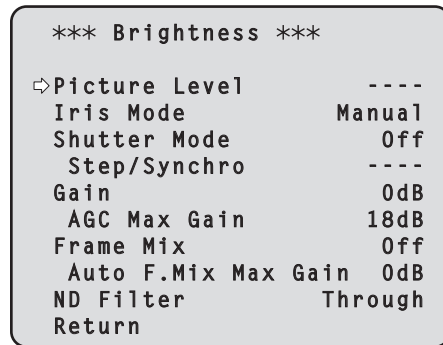 *** Brightness ***
⇨Picture Level ----
Iris Mode Manual
Shutter Mode Off
Step/Synchro ----
Gain 0dB
AGC Max Gain 18dB
Frame Mix Off
Auto F.Mix Max Gain 0dB
ND Filter Through
Return